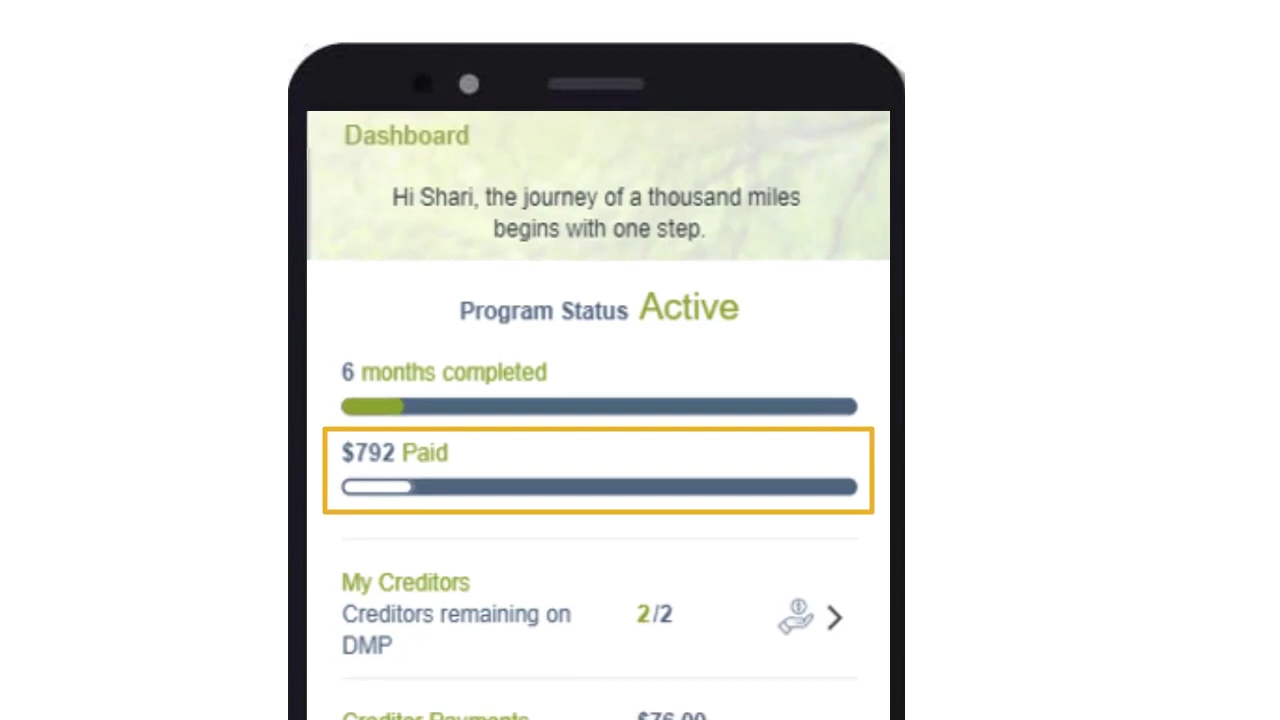 Dashboard
Hi Shari, the journey of a thousand miles
begins with one step.
Program Status Active
6 months completed
$792 Paid
My Creditors
Creditors remaining on
DMP
2/2
Creditor Payments $76.00